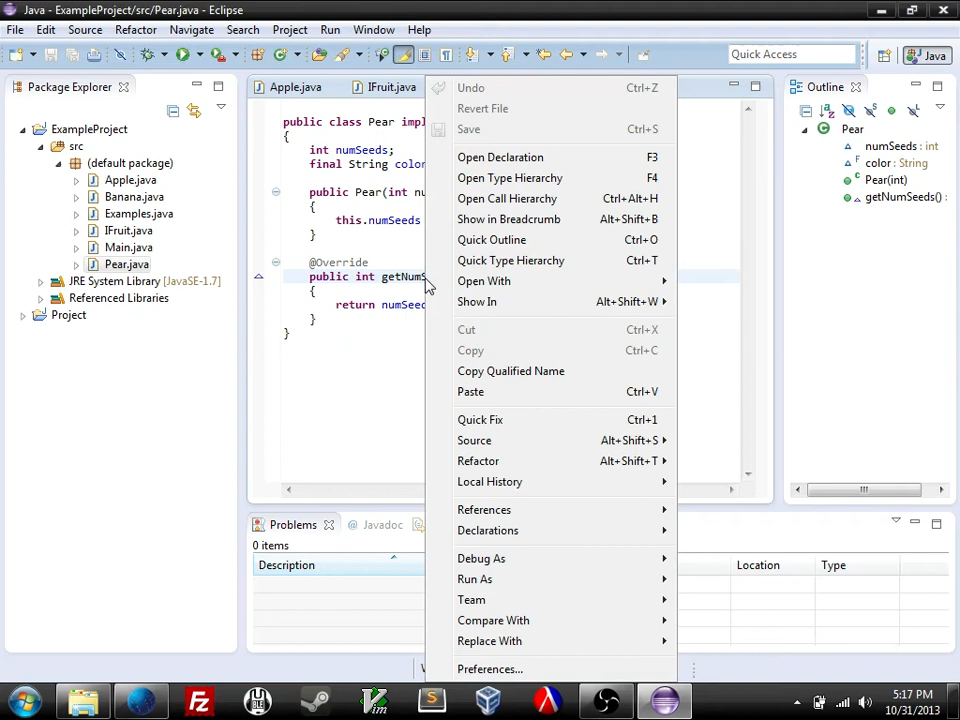 Java - ExampleProject/src/Pear.java - Eclipse
File Edit Source Refactor Navigate Search Project Run Window Help
Quick Access
Java
Package Explorer
ExampleProject
src
(default package)
Apple.java
Banana.java
Examples.java
IFruit.java
Main.java
Pear.java
JRE System Library [JavaSE-1.7]
Referenced Libraries
Project
Apple.java IFruit.java
public class Pear impl
{
int numSeeds;
final String color
public Pear(int nu
{
this.numSeeds
}
@Override
public int getNumS
{
return numSeed
}
}
Undo Ctrl+Z
Revert File
Save Ctrl+S
Open Declaration F3
Open Type Hierarchy F4
Open Call Hierarchy Ctrl+Alt+H
Show in Breadcrumb Alt+Shift+B
Quick Outline Ctrl+O
Quick Type Hierarchy Ctrl+T
Open With
Show In Alt+Shift+W
Cut Ctrl+X
Copy Ctrl+C
Copy Qualified Name
Paste Ctrl+V
Quick Fix Ctrl+1
Source Alt+Shift+S
Refactor Alt+Shift+T
Local History
References
Declarations
Debug As
Run As
Team
Compare With
Replace With
Preferences...
Outline
Pear
numSeeds : int
color : String
Pear(int)
getNumSeeds() :
Problems Javadoc
0 items
Description Location Type
UBLE
5:17 PM
10/31/2013